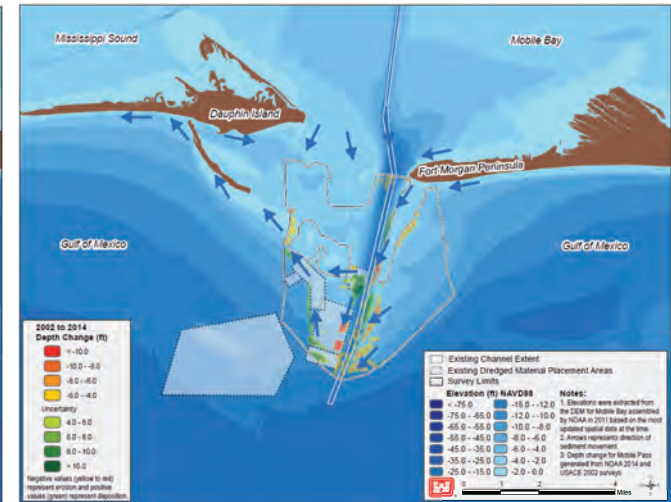 Mississippi Sound
Mobile Bay
Dauphin Island
Fort Morgan Peninsula
Gulf of Mexico
Gulf of Mexico
2002 to 2014
Depth Change (ft)
< -10.0
-10.0 - -8.0
-8.0 - -6.0
-6.0 - -4.0
Uncertainty
4.0 - 6.0
6.0 - 8.0
8.0 - 10.0
> 10.0
Negative values (yellow to red)
represent erosion and positive
values (green) represent deposition.
Existing Channel Extent
Existing Dredged Material Placement Areas
Survey Limits
Elevation (ft) NAVD88
< -75.0
-75.0 - -65.0
-65.0 - -55.0
-55.0 - -45.0
-45.0 - -35.0
-35.0 - -25.0
-25.0 - -15.0
-15.0 - -12.0
-12.0 - -10.0
-10.0 - -8.0
-8.0 - -6.0
-6.0 - -4.0
-4.0 - -2.0
-2.0 - 0.0
Notes:
1. Elevations were extracted from
the DEM for Mobile Bay assembled
by NOAA in 2011 based on the most
updated spatial data at the time.
2. Arrows represents direction of
sediment movement.
3. Depth change for Mobile Pass
generated from NOAA 2014 and
USACE 2002 surveys.
0 2 4 6
Miles